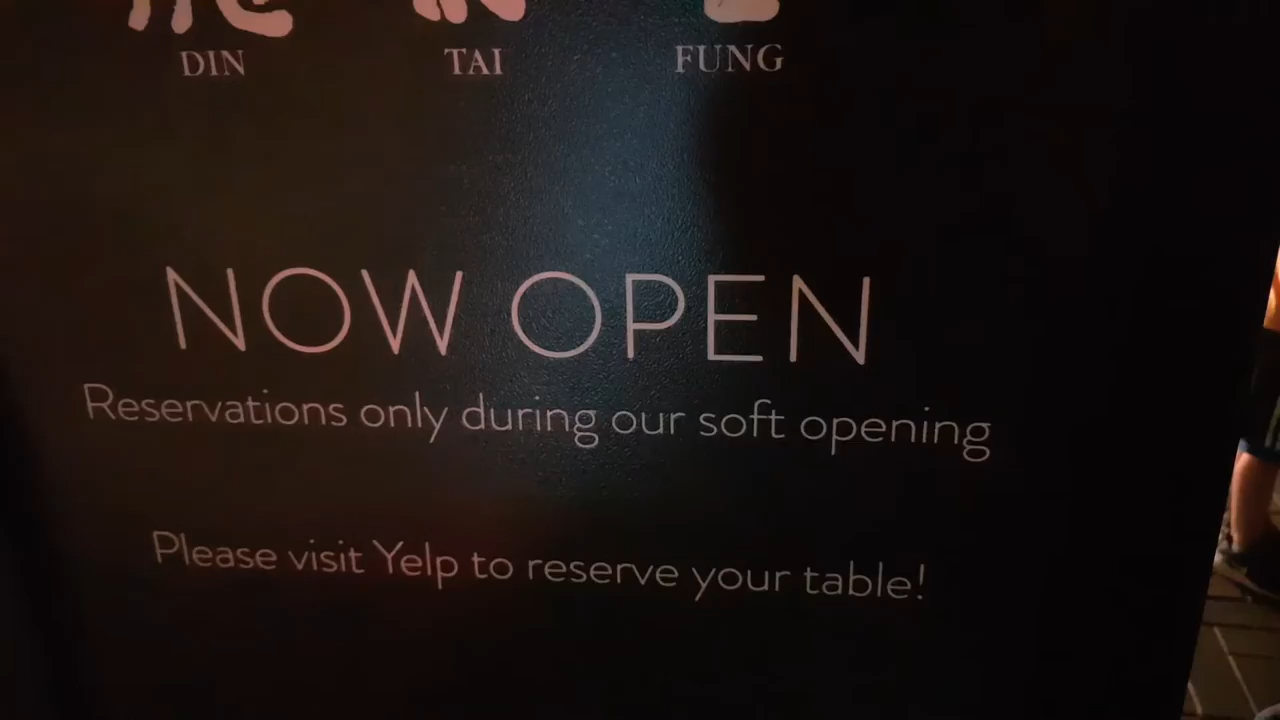 DIN TAI FUNG
NOW OPEN
Reservations only during our soft opening
Please visit Yelp to reserve your table!